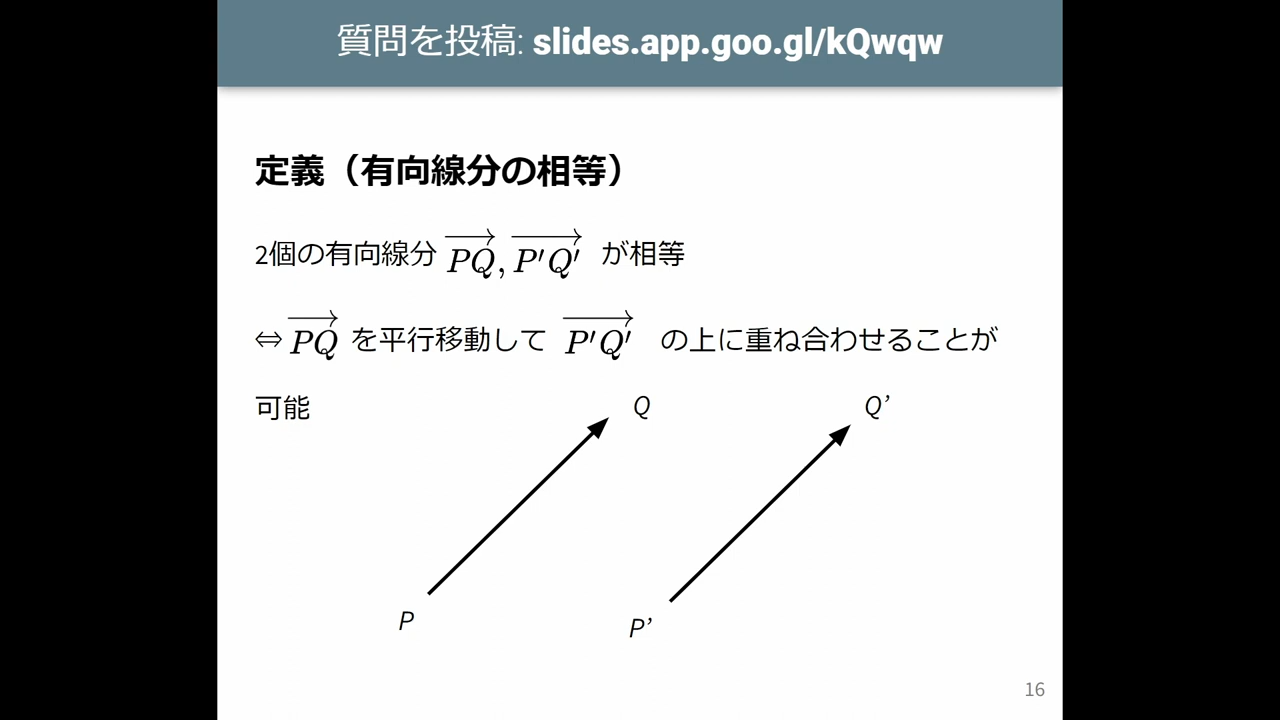 質問を投稿: slides.app.goo.gl/kQwqw
定義（有向線分の相等）
2個の有向線分 $\overrightarrow{PQ}, \overrightarrow{P'Q'}$ が相等
⇔ $\overrightarrow{PQ}$ を平行移動して $\overrightarrow{P'Q'}$ の上に重ね合わせることが
可能
Q
Q’
P
P’
16